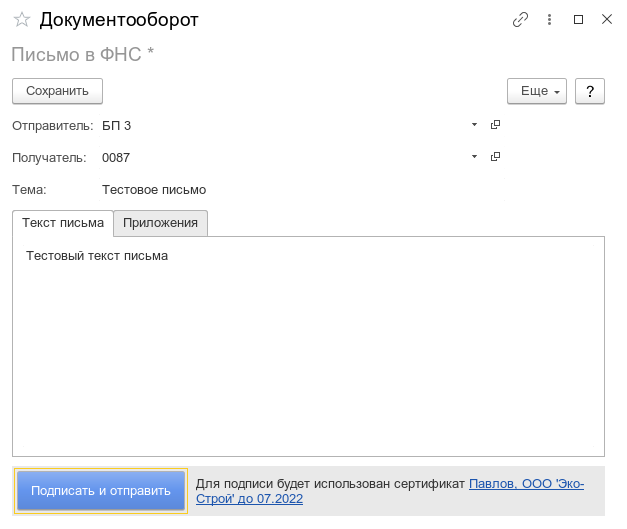 Документооборот
Письмо в ФНС *
Сохранить Еще ?
Отправитель: БП 3
Получатель: 0087
Тема: Тестовое письмо
Текст письма Приложения
Тестовый текст письма
Подписать и отправить
Для подписи будет использован сертификат Павлов, ООО 'Эко-
Строй' до 07.2022